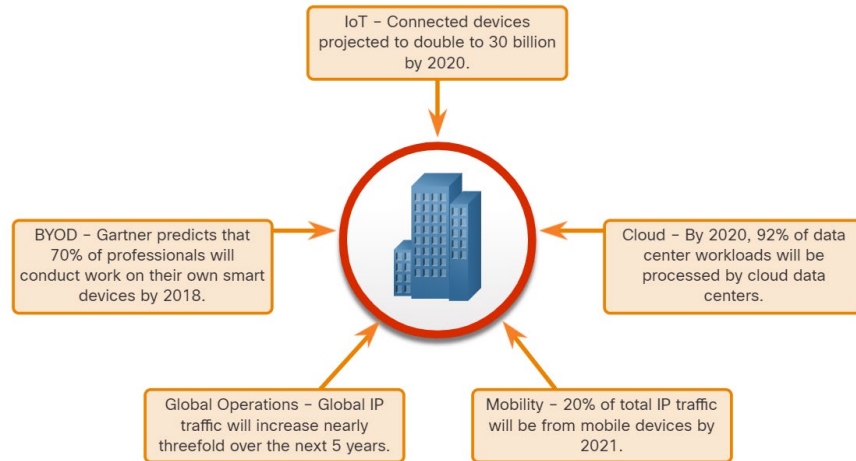 IoT – Connected devices
projected to double to 30 billion
by 2020.
BYOD – Gartner predicts that
70% of professionals will
conduct work on their own smart
devices by 2018.
Cloud – By 2020, 92% of data
center workloads will be
processed by cloud data
centers.
Global Operations – Global IP
traffic will increase nearly
threefold over the next 5 years.
Mobility – 20% of total IP traffic
will be from mobile devices by
2021.